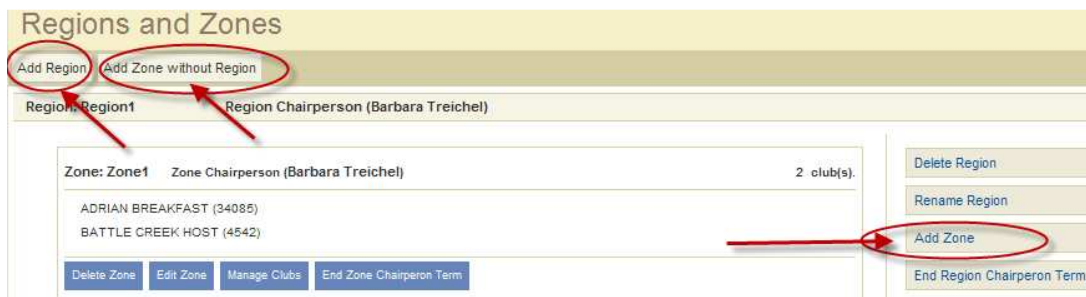 Regions and Zones
Add Region Add Zone without Region
Region: Region1 Region Chairperson (Barbara Treichel)
Zone: Zone1 Zone Chairperson (Barbara Treichel) 2 club(s).
ADRIAN BREAKFAST (34085)
BATTLE CREEK HOST (4542)
Delete Zone Edit Zone Manage Clubs End Zone Chairperon Term
Delete Region
Rename Region
Add Zone
End Region Chairperon Term